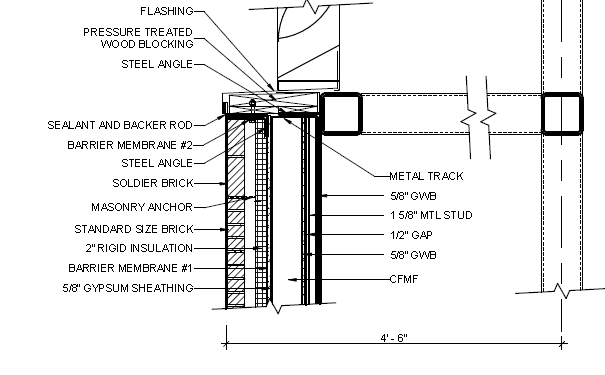 FLASHING
PRESSURE TREATED
WOOD BLOCKING
STEEL ANGLE
SEALANT AND BACKER ROD
BARRIER MEMBRANE #2
STEEL ANGLE
SOLDIER BRICK
MASONRY ANCHOR
STANDARD SIZE BRICK
2" RIGID INSULATION
BARRIER MEMBRANE #1
5/8" GYPSUM SHEATHING
METAL TRACK
5/8" GWB
1 5/8" MTL STUD
1/2" GAP
5/8" GWB
CFMF
4' - 6"